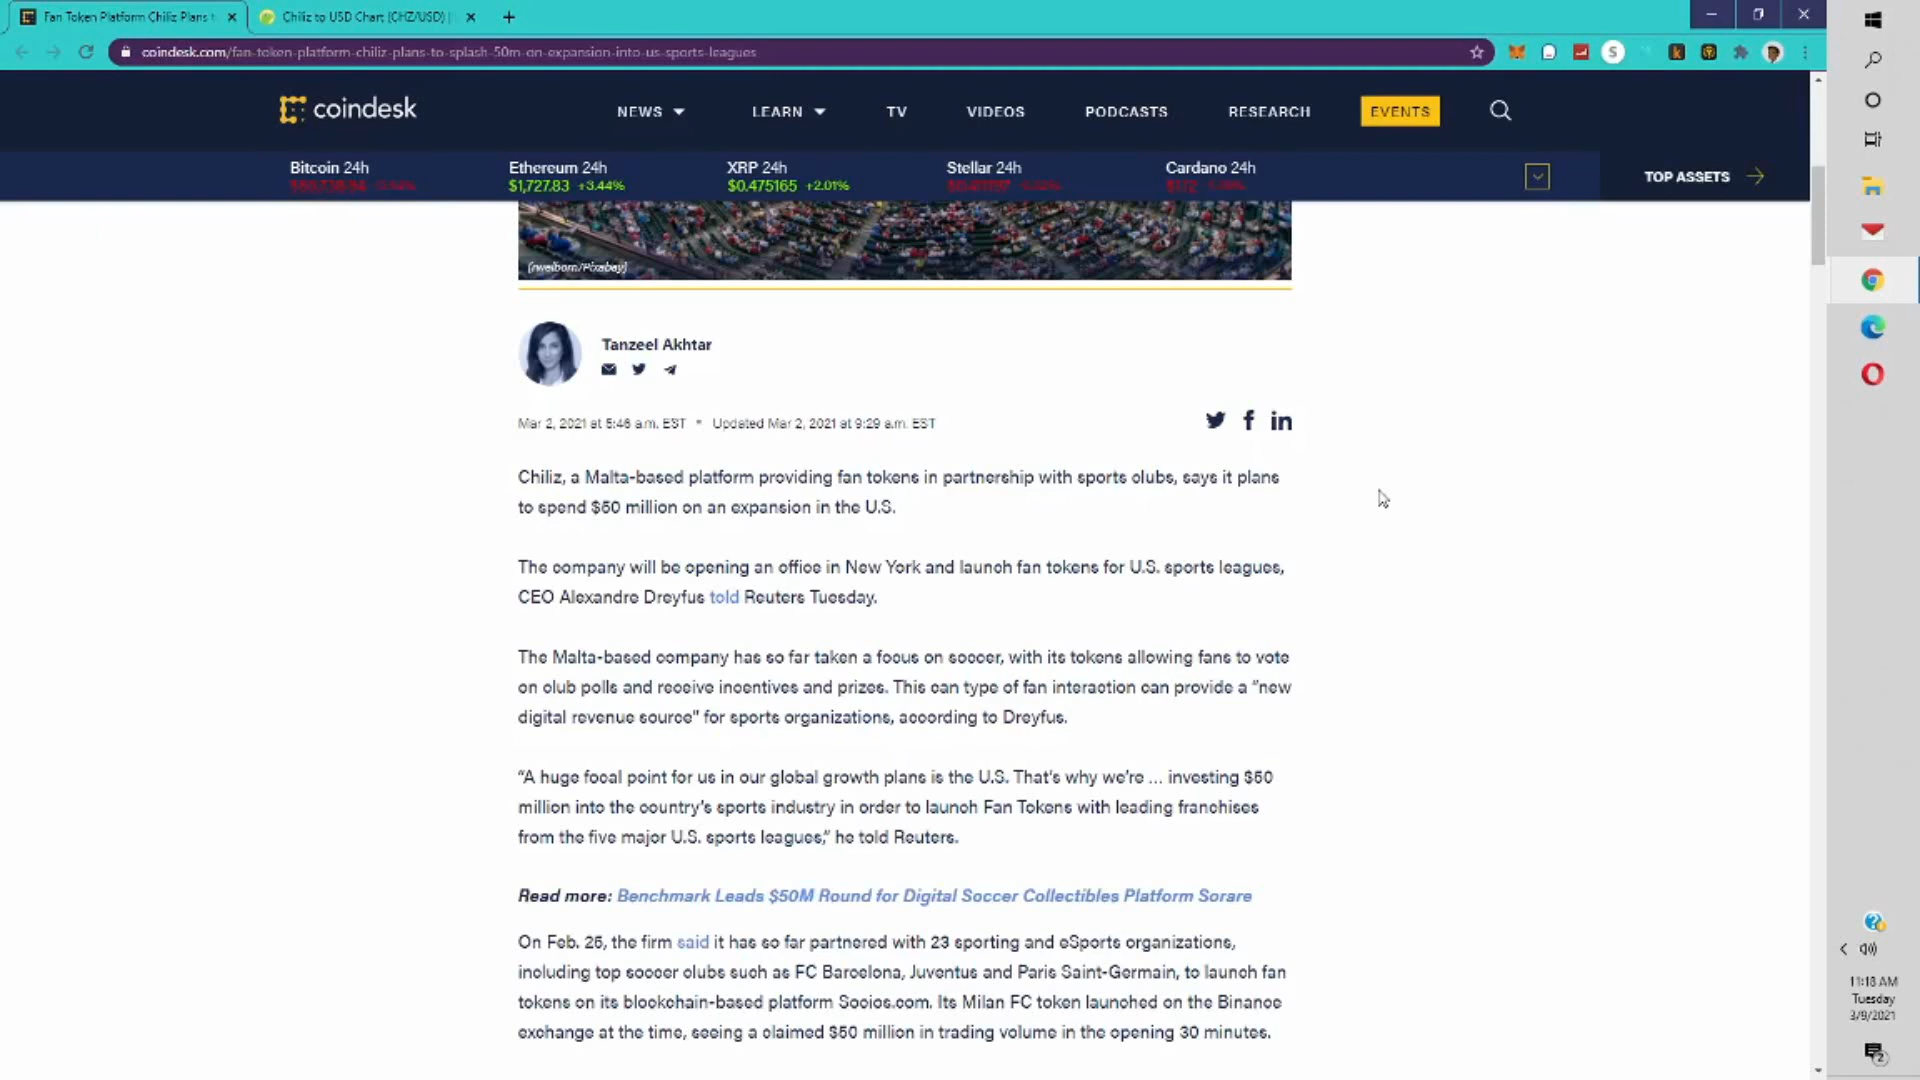 Fan Token Platform Chiliz Plans t
Chiliz to USD Chart (CHZ/USD) |
coindesk.com/fan-token-platform-chiliz-plans-to-splash-50m-on-expansion-into-us-sports-leagues
coindesk
NEWS
LEARN
TV
VIDEOS
PODCASTS
RESEARCH
EVENTS
Bitcoin 24h
Ethereum 24h
$1,727.83 +3.44%
XRP 24h
$0.475165 +2.01%
Stellar 24h
Cardano 24h
TOP ASSETS
(rwelborn/Pixabay)
Tanzeel Akhtar
Mar 2, 2021 at 5:46 a.m. EST • Updated Mar 2, 2021 at 9:29 a.m. EST
Chiliz, a Malta-based platform providing fan tokens in partnership with sports clubs, says it plans
to spend $50 million on an expansion in the U.S.
The company will be opening an office in New York and launch fan tokens for U.S. sports leagues,
CEO Alexandre Dreyfus told Reuters Tuesday.
The Malta-based company has so far taken a focus on soccer, with its tokens allowing fans to vote
on club polls and receive incentives and prizes. This can type of fan interaction can provide a “new
digital revenue source” for sports organizations, according to Dreyfus.
“A huge focal point for us in our global growth plans is the U.S. That’s why we’re ... investing $50
million into the country’s sports industry in order to launch Fan Tokens with leading franchises
from the five major U.S. sports leagues,” he told Reuters.
Read more: Benchmark Leads $50M Round for Digital Soccer Collectibles Platform Sorare
On Feb. 25, the firm said it has so far partnered with 23 sporting and eSports organizations,
including top soccer clubs such as FC Barcelona, Juventus and Paris Saint-Germain, to launch fan
tokens on its blockchain-based platform Socios.com. Its Milan FC token launched on the Binance
exchange at the time, seeing a claimed $50 million in trading volume in the opening 30 minutes.
11:18 AM
Tuesday
3/9/2021
2